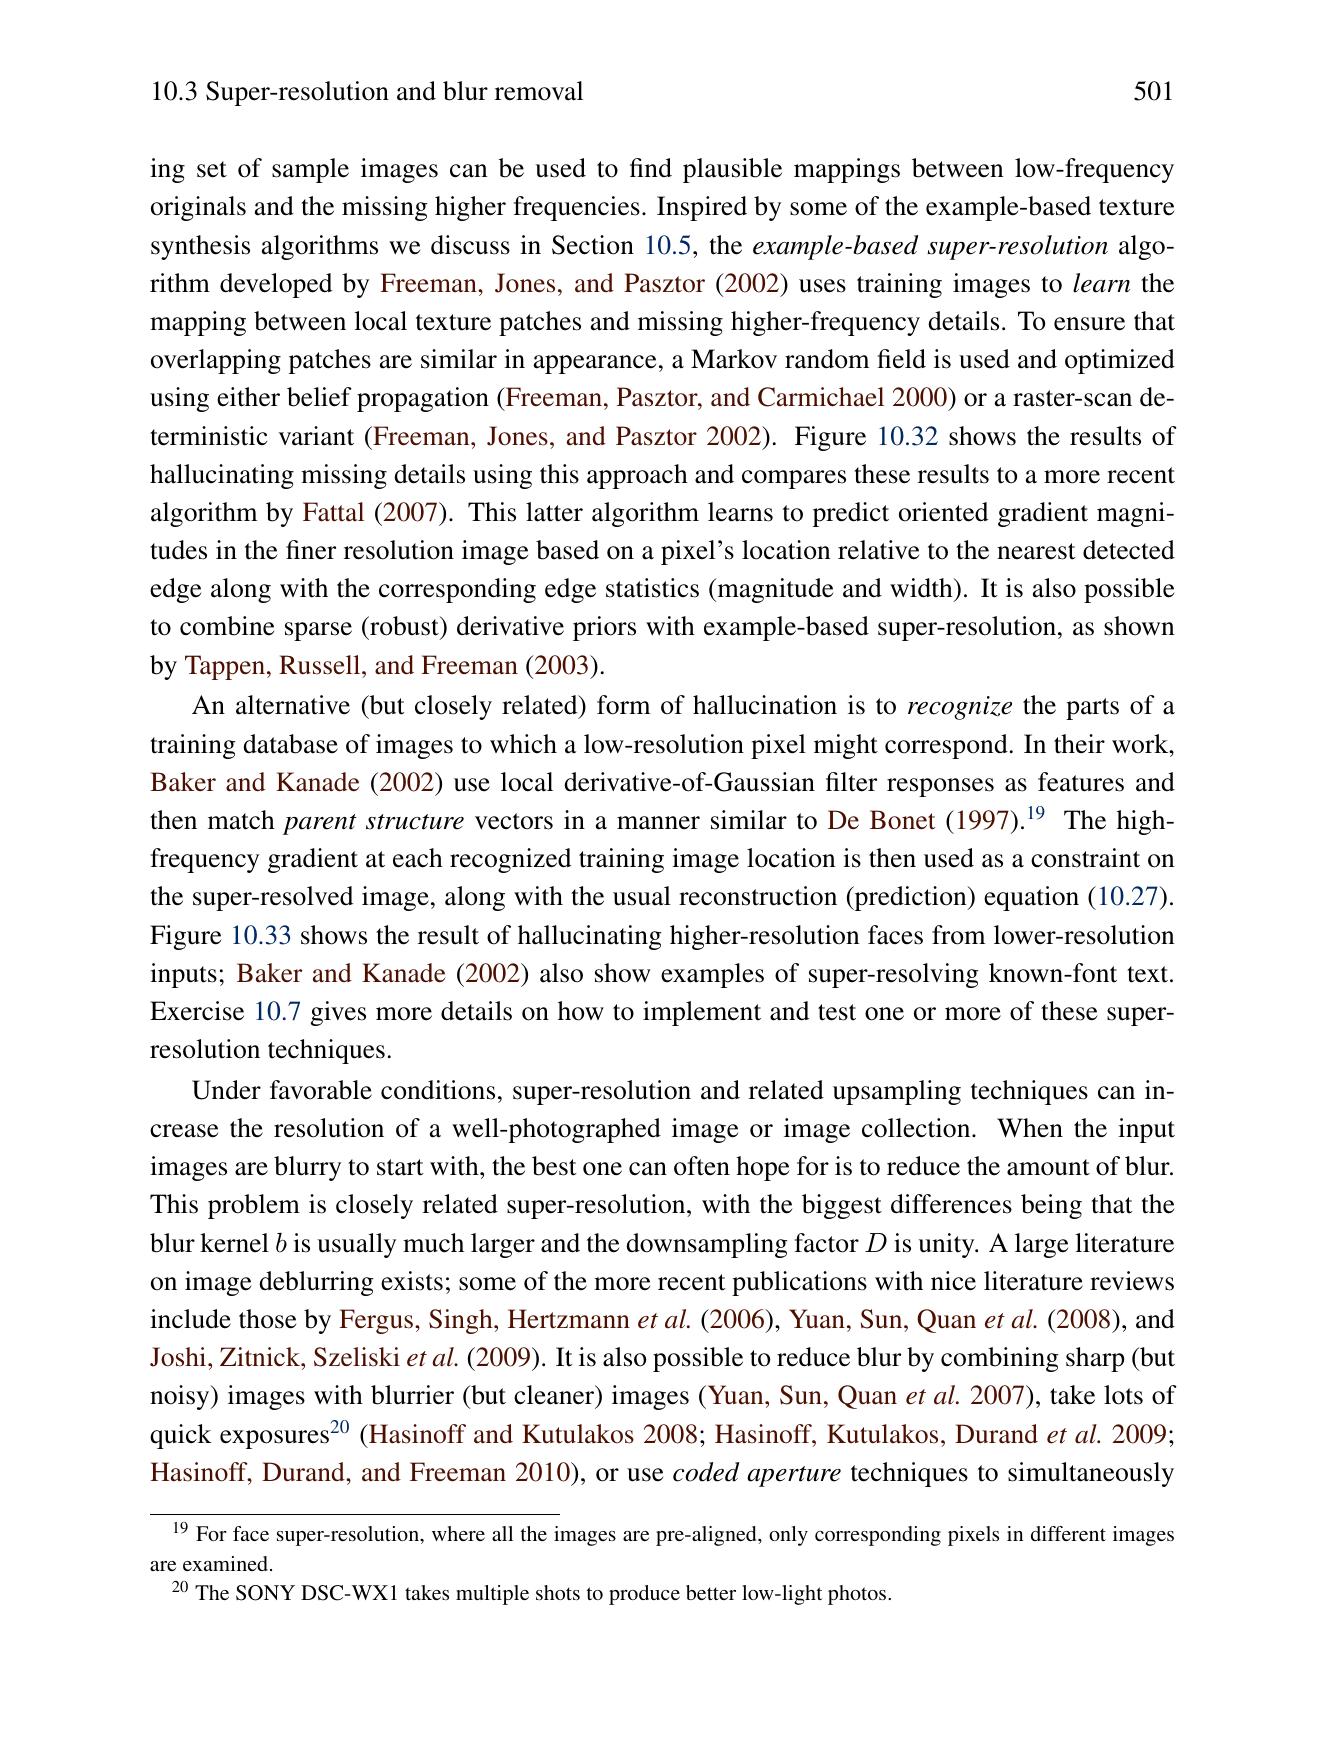 10.3 Super-resolution and blur removal 501
ing set of sample images can be used to find plausible mappings between low-frequency
originals and the missing higher frequencies. Inspired by some of the example-based texture
synthesis algorithms we discuss in Section 10.5, the example-based super-resolution algo-
rithm developed by Freeman, Jones, and Pasztor (2002) uses training images to learn the
mapping between local texture patches and missing higher-frequency details. To ensure that
overlapping patches are similar in appearance, a Markov random field is used and optimized
using either belief propagation (Freeman, Pasztor, and Carmichael 2000) or a raster-scan de-
terministic variant (Freeman, Jones, and Pasztor 2002). Figure 10.32 shows the results of
hallucinating missing details using this approach and compares these results to a more recent
algorithm by Fattal (2007). This latter algorithm learns to predict oriented gradient magni-
tudes in the finer resolution image based on a pixel's location relative to the nearest detected
edge along with the corresponding edge statistics (magnitude and width). It is also possible
to combine sparse (robust) derivative priors with example-based super-resolution, as shown
by Tappen, Russell, and Freeman (2003).
An alternative (but closely related) form of hallucination is to recognize the parts of a
training database of images to which a low-resolution pixel might correspond. In their work,
Baker and Kanade (2002) use local derivative-of-Gaussian filter responses as features and
then match parent structure vectors in a manner similar to De Bonet (1997).19 The high-
frequency gradient at each recognized training image location is then used as a constraint on
the super-resolved image, along with the usual reconstruction (prediction) equation (10.27).
Figure 10.33 shows the result of hallucinating higher-resolution faces from lower-resolution
inputs; Baker and Kanade (2002) also show examples of super-resolving known-font text.
Exercise 10.7 gives more details on how to implement and test one or more of these super-
resolution techniques.
Under favorable conditions, super-resolution and related upsampling techniques can in-
crease the resolution of a well-photographed image or image collection. When the input
images are blurry to start with, the best one can often hope for is to reduce the amount of blur.
This problem is closely related super-resolution, with the biggest differences being that the
blur kernel b is usually much larger and the downsampling factor D is unity. A large literature
on image deblurring exists; some of the more recent publications with nice literature reviews
include those by Fergus, Singh, Hertzmann et al. (2006), Yuan, Sun, Quan et al. (2008), and
Joshi, Zitnick, Szeliski et al. (2009). It is also possible to reduce blur by combining sharp (but
noisy) images with blurrier (but cleaner) images (Yuan, Sun, Quan et al. 2007), take lots of
quick exposures20 (Hasinoff and Kutulakos 2008; Hasinoff, Kutulakos, Durand et al. 2009;
Hasinoff, Durand, and Freeman 2010), or use coded aperture techniques to simultaneously
19 For face super-resolution, where all the images are pre-aligned, only corresponding pixels in different images
are examined.
20 The SONY DSC-WX1 takes multiple shots to produce better low-light photos.